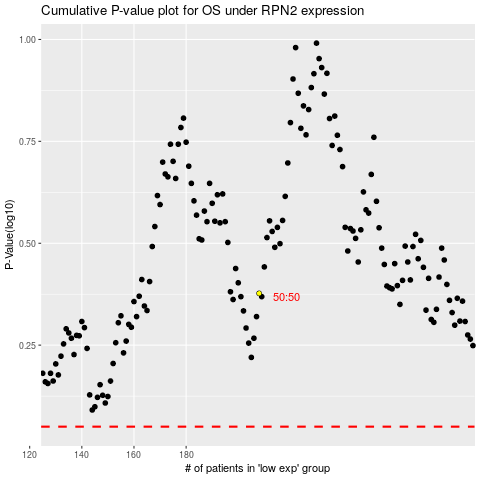 Cumulative P-value plot for OS under RPN2 expression
P-Value(log10)
1.00
0.75
0.50
0.25
50:50
120 140 160 180
# of patients in 'low exp' group